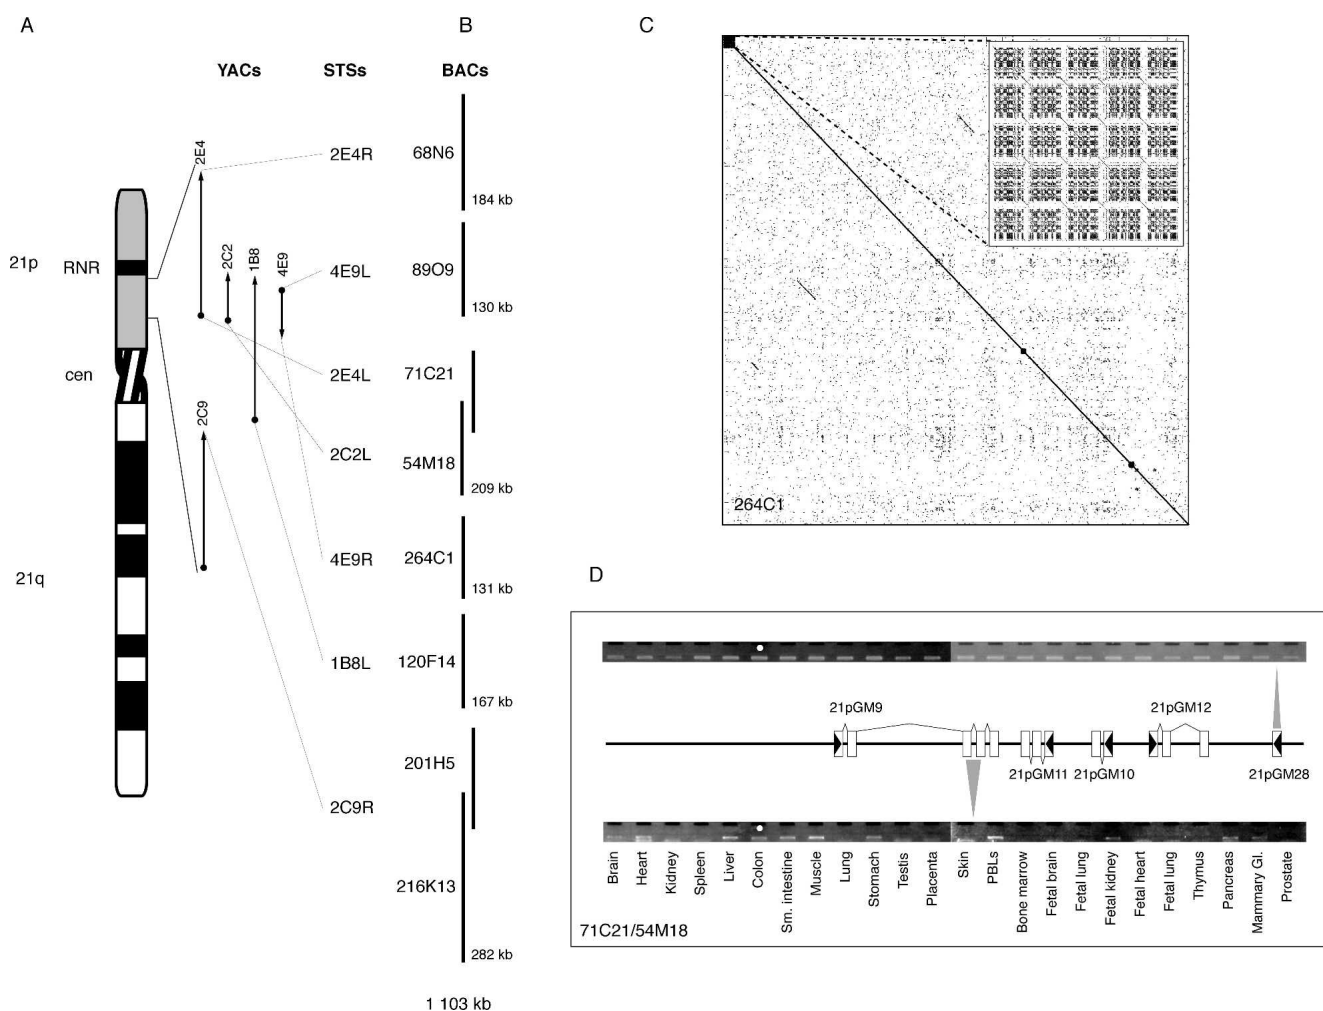 A
B
C
YACs
STSs
BACs
2E4
2E4R
68N6
184 kb
21p
RNR
2C2
1B8
4E9
4E9L
89O9
130 kb
cen
2E4L
71C21
2C9
2C2L
54M18
209 kb
264C1
21q
4E9R
264C1
131 kb
D
1B8L
120F14
167 kb
201H5
2C9R
216K13
282 kb
1 103 kb
21pGM9
21pGM12
21pGM11
21pGM10
21pGM28
Brain
Heart
Kidney
Spleen
Liver
Colon
Sm. intestine
Muscle
Lung
Stomach
Testis
Placenta
Skin
PBLs
Bone marrow
Fetal brain
Fetal lung
Fetal kidney
Fetal heart
Fetal lung
Thymus
Pancreas
Mammary Gl.
Prostate
71C21/54M18